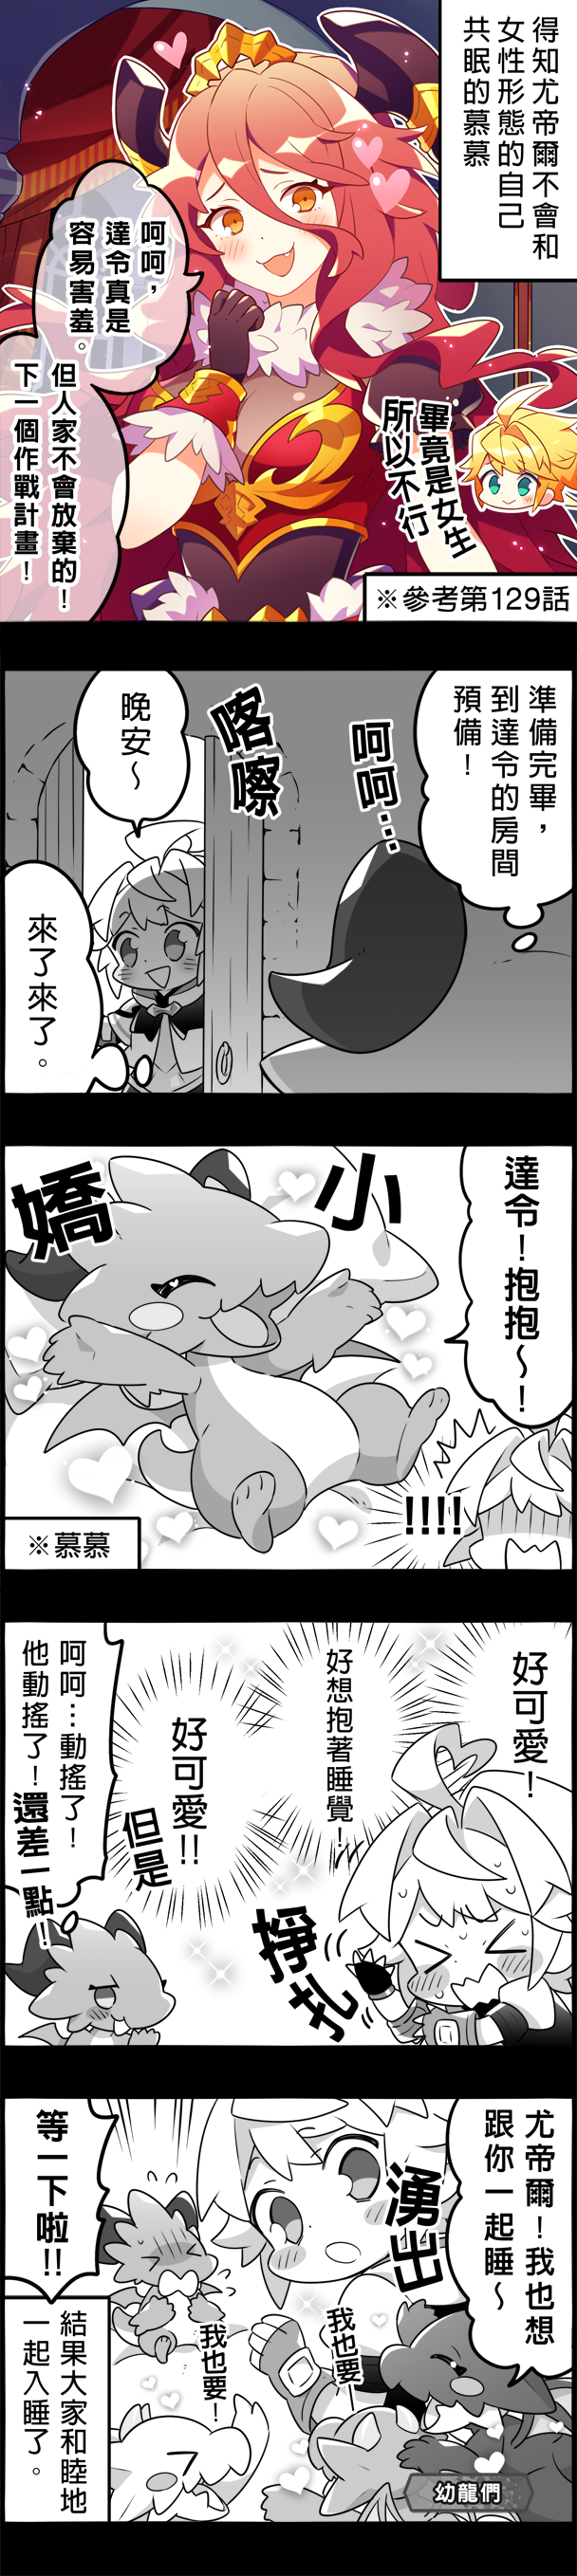 得知尤帝爾不會和
女性形態的自己
共眠的慕慕
呵呵，
達令真是
容易害羞。
但人家不會放棄的！
下一個作戰計畫！
畢竟是女生
所以不行
※參考第129話
準備完畢，
到達令的房間
預備！
呵呵…
喀嚓
晚安～
來了來了。
達令！抱抱～！
小
嬌
!!!!
※慕慕
好可愛！
好想抱著睡覺！
好可愛!!
但是
掙扎
呵呵…動搖了！
他動搖了！還差一點！
尤帝爾！我也想
跟你一起睡～
湧出
我也要—
我也要！
幼龍們
等一下啦!!
結果大家和睦地
一起入睡了。